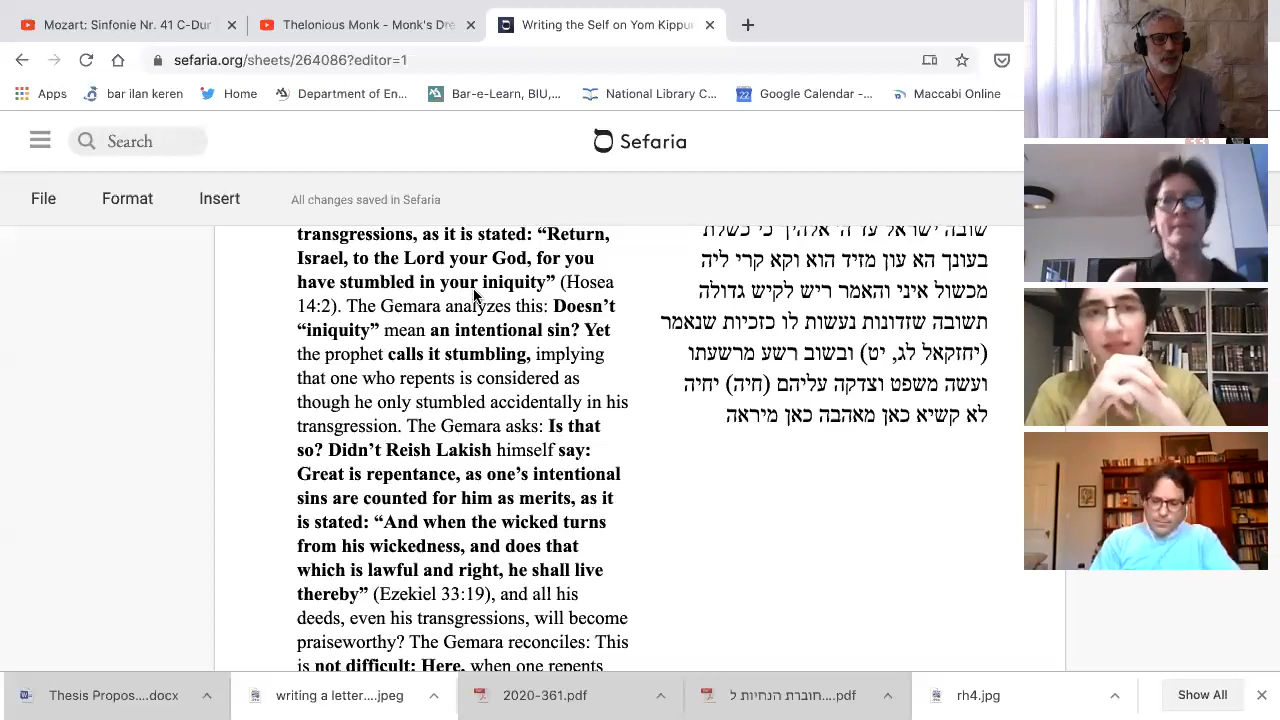 Mozart: Sinfonie Nr. 41 C-Dur
Thelonious Monk - Monk's Dre
Writing the Self on Yom Kippur
sefaria.org/sheets/264086?editor=1
Apps
bar ilan keren
Home
Department of En...
Bar-e-Learn, BIU,...
National Library C...
Google Calendar -...
Maccabi Online
Search
Sefaria
File
Format
Insert
All changes saved in Sefaria
transgressions, as it is stated: “Return,
Israel, to the Lord your God, for you
have stumbled in your iniquity” (Hosea
14:2). The Gemara analyzes this: Doesn’t
“iniquity” mean an intentional sin? Yet
the prophet calls it stumbling, implying
that one who repents is considered as
though he only stumbled accidentally in his
transgression. The Gemara asks: Is that
so? Didn’t Reish Lakish himself say:
Great is repentance, as one’s intentional
sins are counted for him as merits, as it
is stated: “And when the wicked turns
from his wickedness, and does that
which is lawful and right, he shall live
thereby” (Ezekiel 33:19), and all his
deeds, even his transgressions, will become
praiseworthy? The Gemara reconciles: This
is not difficult: Here, when one repents
שובה ישראל עד ה' אלהיך כי כשלת
בעונך הא עון מזיד הוא וקא קרי ליה
מכשול איני והאמר ריש לקיש גדולה
תשובה שזדונות נעשות לו כזכיות שנאמר
(יחזקאל לג, יט) ובשוב רשע מרשעתו
ועשה משפט וצדקה עליהם (חיה) יחיה
לא קשיא כאן מאהבה כאן מיראה
Thesis Propos....docx
writing a letter....jpeg
2020-361.pdf
חוברת הנחיות ל....pdf
rh4.jpg
Show All